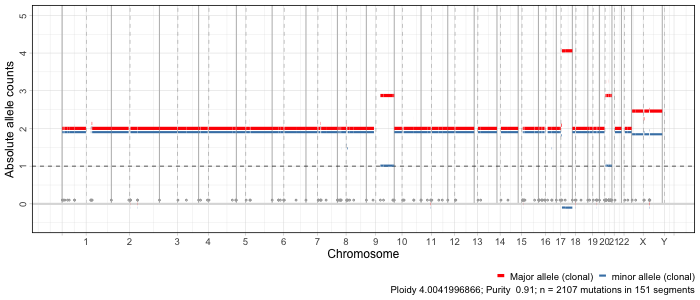 Absolute allele counts
5
4
3
2
1
0
1 2 3 4 5 6 7 8 9 10 11 12 13 14 15 16 17 18 19 20 21 22 X Y
Chromosome
Major allele (clonal) minor allele (clonal)
Ploidy 4.0041996866; Purity 0.91; n = 2107 mutations in 151 segments